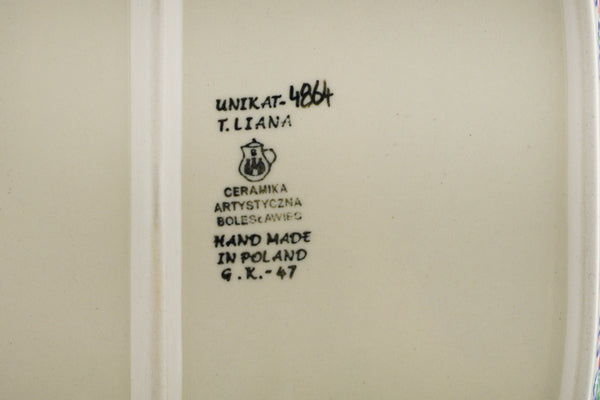 UNIKAT-4864
T. LIANA
B
CERAMIKA
ARTYSTYCZNA
BOLESŁAWIEC
HAND MADE
IN POLAND
G.K.-47